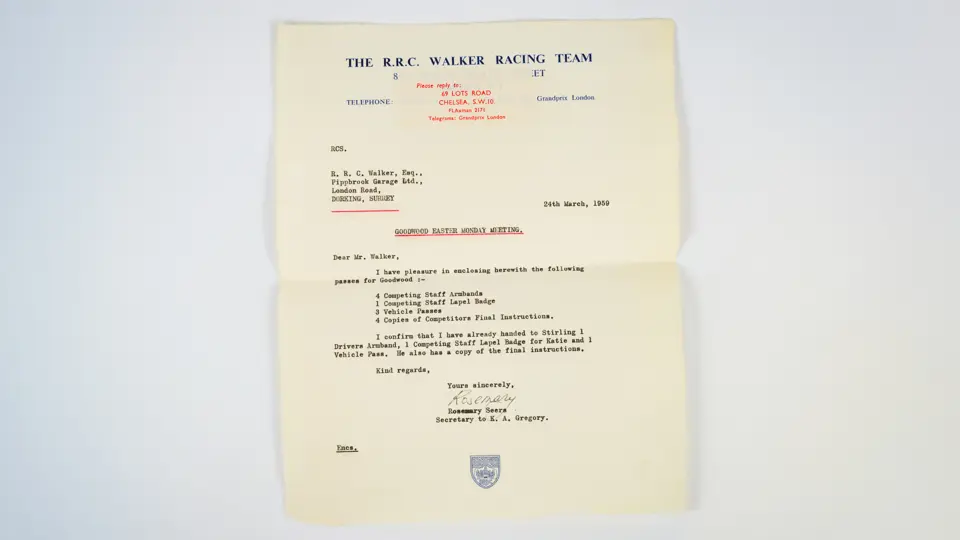 THE R.R.C. WALKER RACING TEAM
8 ET
Please reply to:
69 LOTS ROAD
CHELSEA, S.W.10.
TELEPHONE: Grandprix London
FLAxman 2171
Telegrams: Grandprix London
RCS.
R. R. C. Walker, Esq.,
Pippbrook Garage Ltd.,
London Road,
DORKING, SURREY
24th March, 1959
GOODWOOD EASTER MONDAY MEETING.
Dear Mr. Walker,
I have pleasure in enclosing herewith the following
passes for Goodwood :-
4 Competing Staff Armbands
1 Competing Staff Lapel Badge
3 Vehicle Passes
4 Copies of Competitors Final Instructions.
I confirm that I have already handed to Stirling 1
Drivers Armband, 1 Competing Staff Lapel Badge for Katie and 1
Vehicle Pass. He also has a copy of the final instructions.
Kind regards,
Yours sincerely,
Rosemary
Rosemary Seers
Secretary to K. A. Gregory.
Encs.